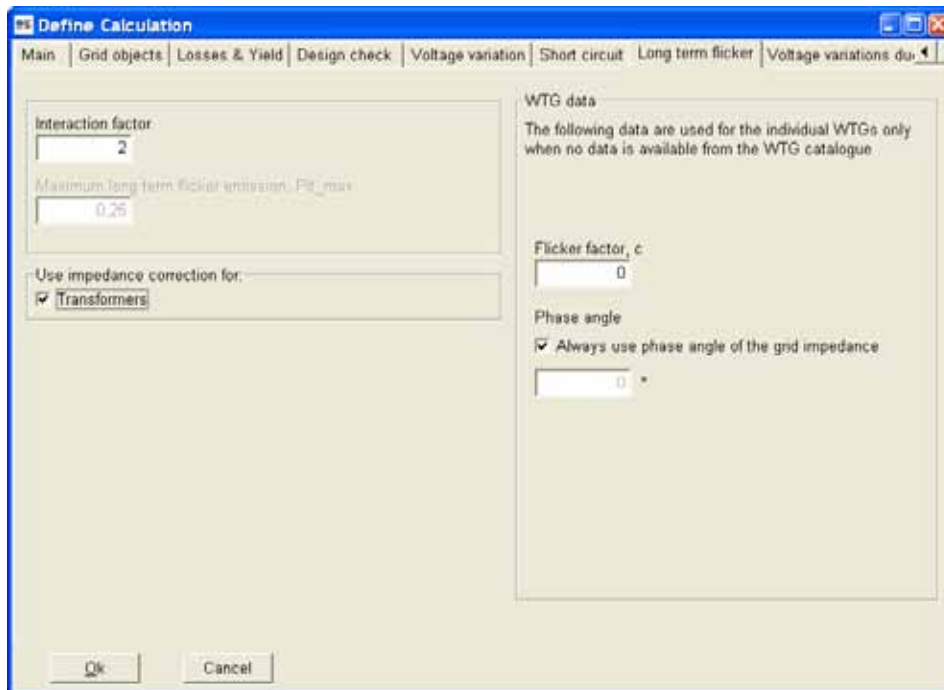 Define Calculation
Main Grid objects Losses & Yield Design check Voltage variation Short circuit Long term flicker Voltage variations du
Interaction factor
2
Maximum long term flicker emission, Plt_max
0,26
Use impedance correction for:
Transformers
WTG data
The following data are used for the individual WTGs only
when no data is available from the WTG catalogue
Flicker factor, c
0
Phase angle
Always use phase angle of the grid impedance
0 °
Ok Cancel